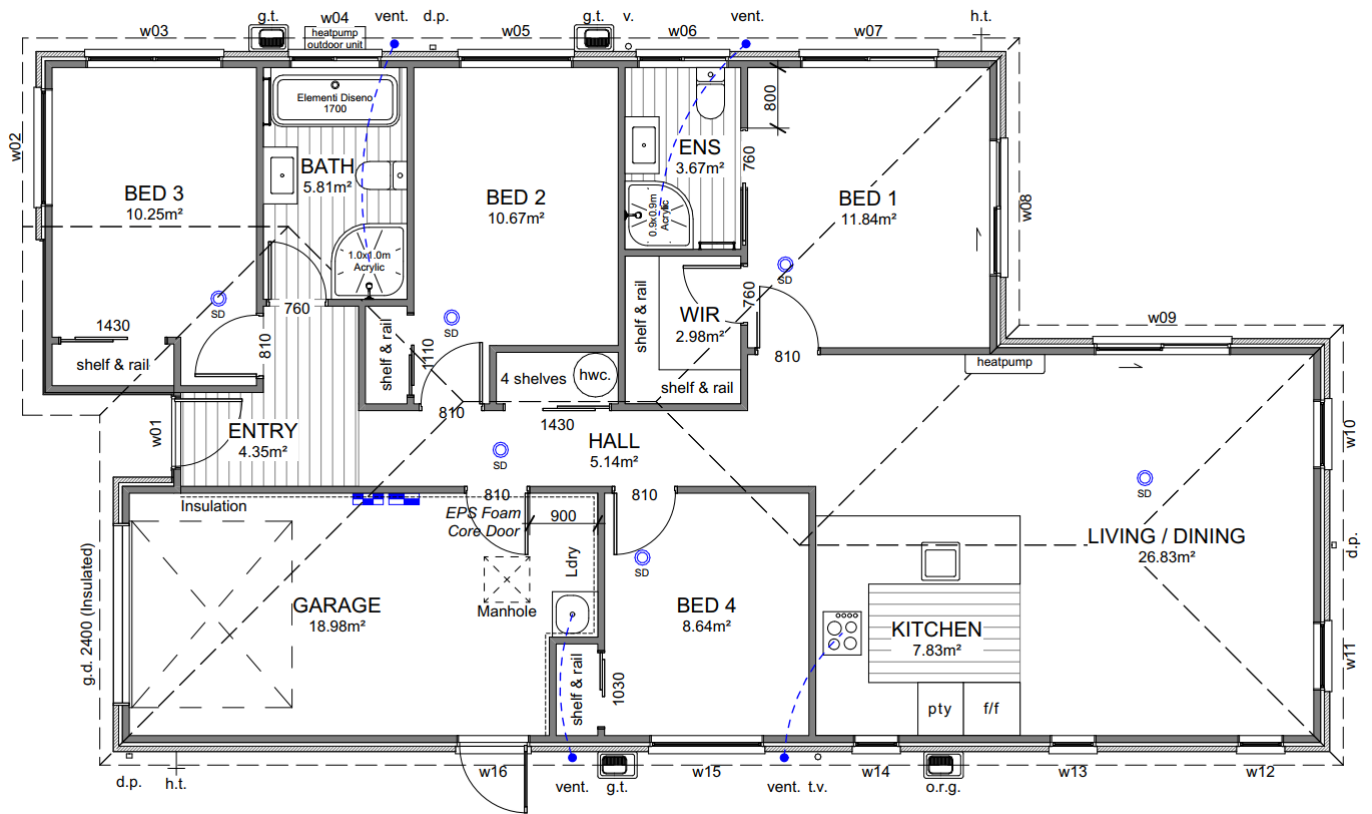 g.t.
w04
vent.
d.p.
g.t.
v.
vent.
h.t.
w03
heatpump
outdoor unit
w05
w06
w07
w02
Elementi Diseno
1700
800
BATH
5.81m²
ENS
3.67m²
760
BED 3
10.25m²
BED 2
10.67m²
BED 1
11.84m²
w08
0.9x0.9m
Acrylic
1.0x1.0m
Acrylic
SD
SD
SD
760
760
WIR
2.98m²
shelf & rail
shelf & rail
w09
1430
810
shelf & rail
shelf & rail
1110
810
heatpump
4 shelves
hwc.
810
1430
w01
ENTRY
4.35m²
HALL
5.14m²
SD
w10
SD
810
810
Insulation
EPS Foam
Core Door
900
LIVING / DINING
26.83m²
d.p.
g.d. 2400 (Insulated)
Ldry
SD
GARAGE
18.98m²
Manhole
BED 4
8.64m²
KITCHEN
7.83m²
w11
shelf & rail
1030
pty
f/f
w16
w15
w14
w13
w12
d.p.
h.t.
vent.
g.t.
vent.
t.v.
o.r.g.